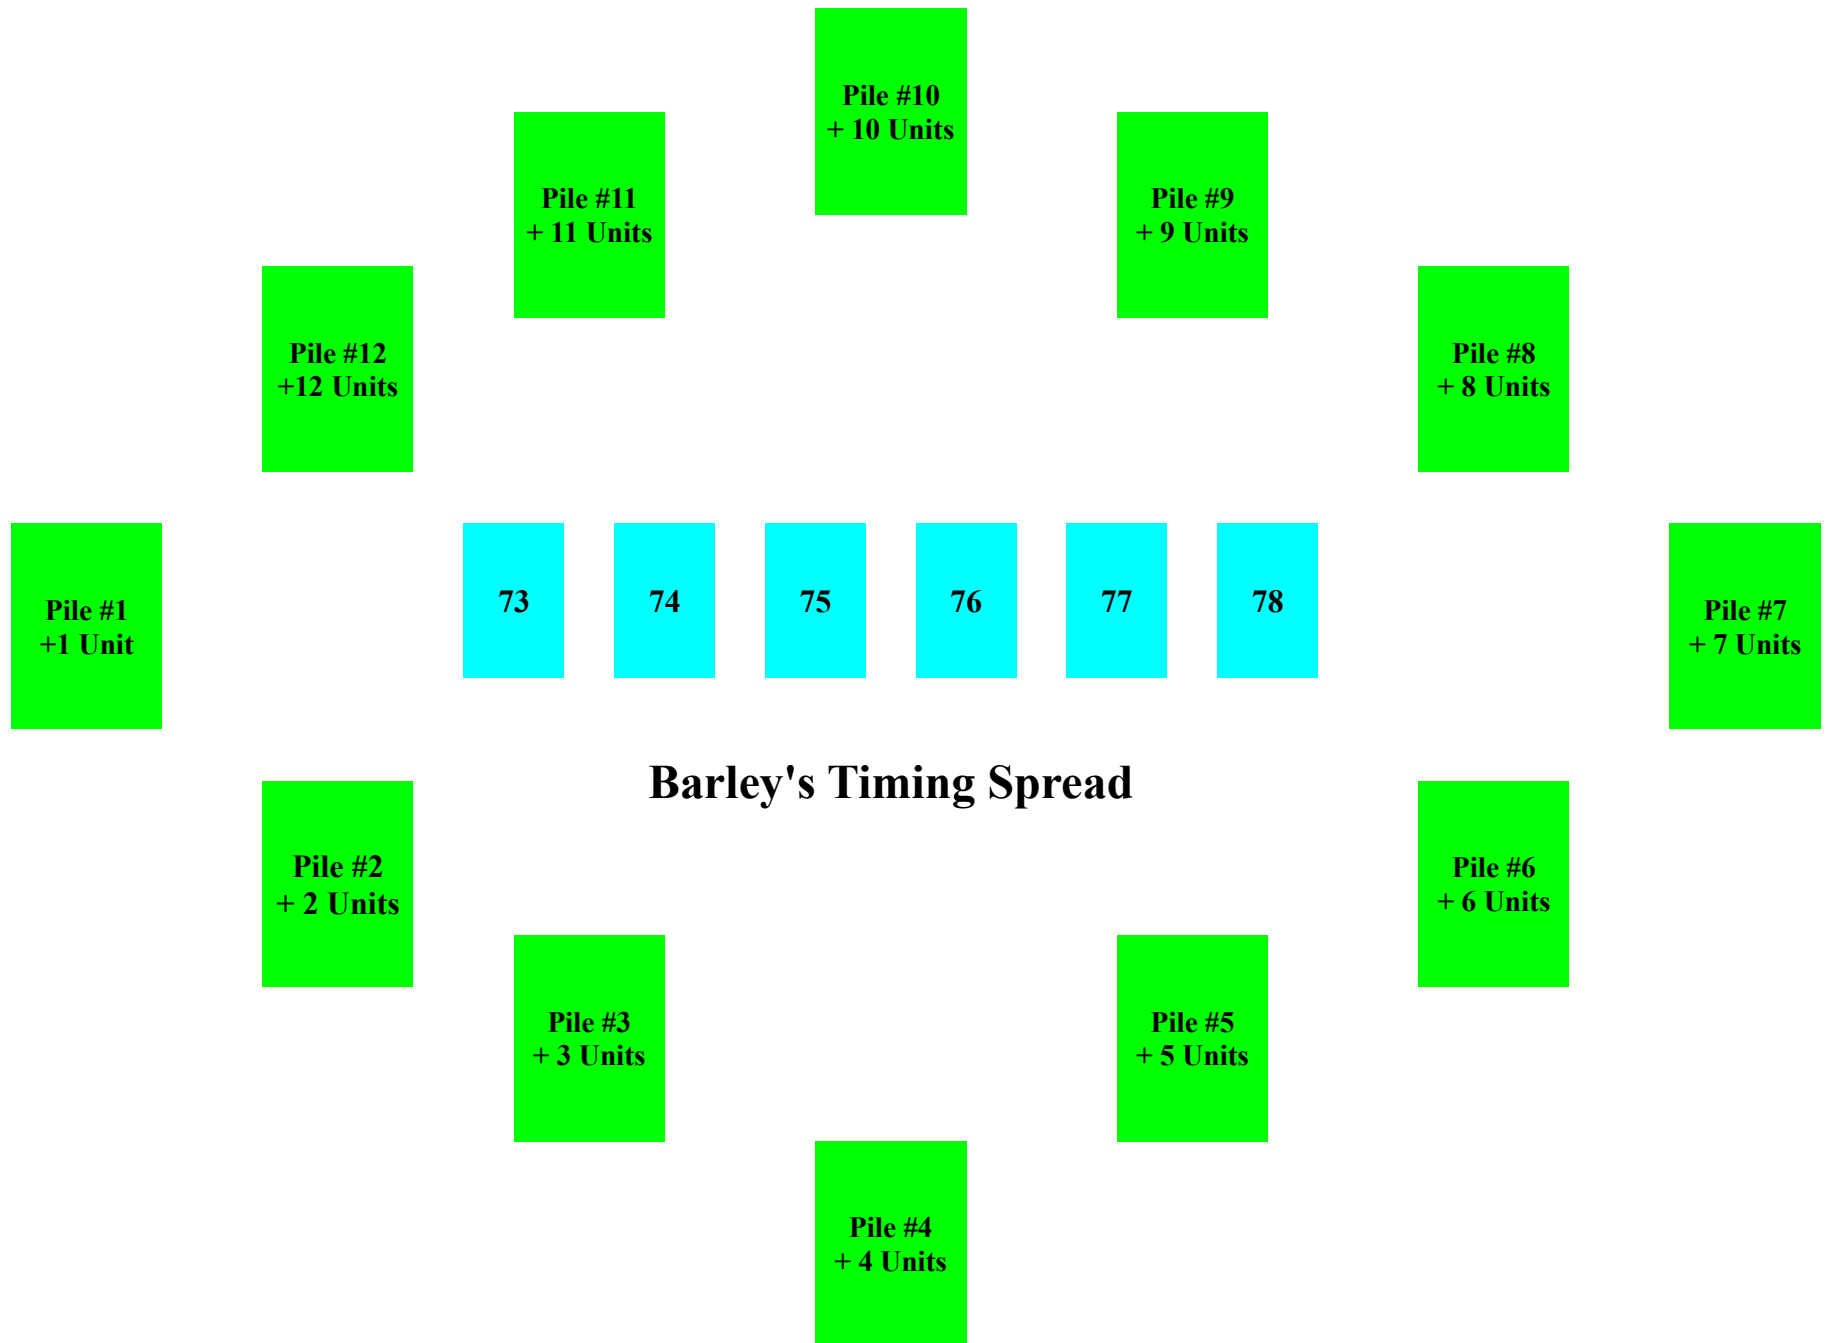 Pile #10
+ 10 Units
Pile #11
+ 11 Units
Pile #9
+ 9 Units
Pile #12
+12 Units
Pile #8
+ 8 Units
Pile #1
+1 Unit
73
74
75
76
77
78
Pile #7
+ 7 Units
Barley's Timing Spread
Pile #2
+ 2 Units
Pile #6
+ 6 Units
Pile #3
+ 3 Units
Pile #5
+ 5 Units
Pile #4
+ 4 Units